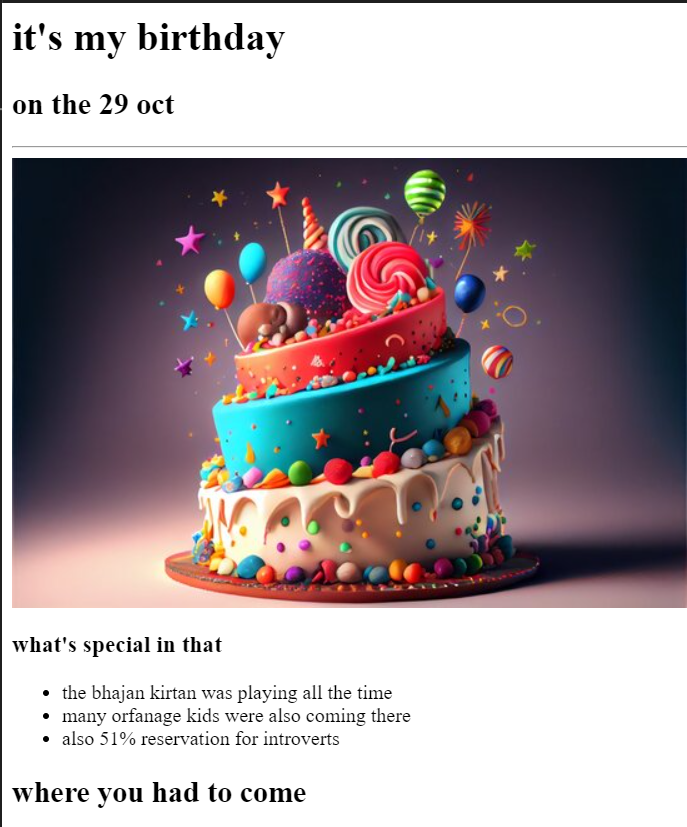 it's my birthday
on the 29 oct
what's special in that
the bhajan kirtan was playing all the time
many orfanage kids were also coming there
also 51% reservation for introverts
where you had to come